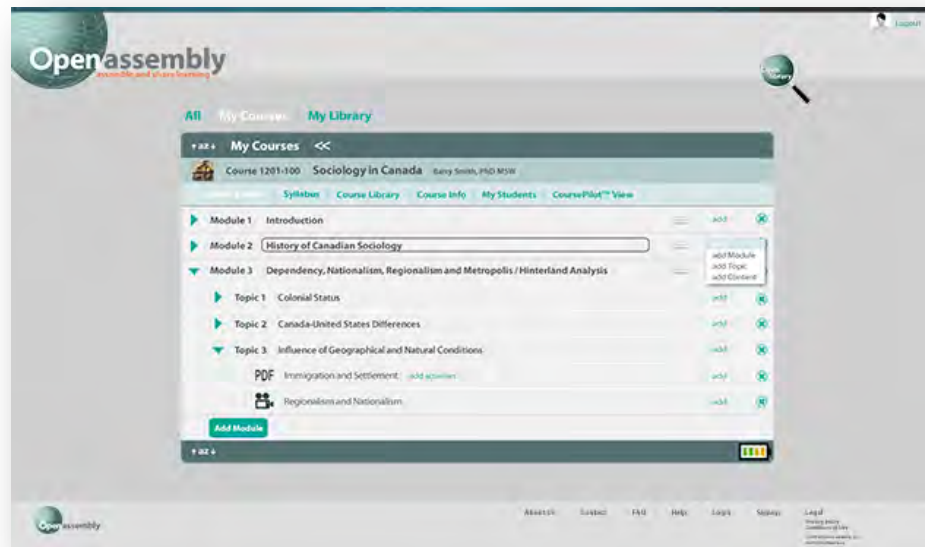 Logout
Openassembly
assemble and share learning
Open Library
All My Courses My Library
↑az↓ My Courses <<
Course 1201-100 Sociology in Canada Barry Smith, PhD MSW
Syllabus Course Library Course Info My Students CoursePilot™ View
Module 1 Introduction add
Module 2 History of Canadian Sociology
add Module
add Topic
add Content
Module 3 Dependency, Nationalism, Regionalism and Metropolis / Hinterland Analysis
Topic 1 Colonial Status add
Topic 2 Canada-United States Differences add
Topic 3 Influence of Geographical and Natural Conditions add
PDF Immigration and Settlement add activities add
Regionalism and Nationalism add
Add Module
↑az↓
Openassembly
About Us Contact FAQ Help Login Signup Legal